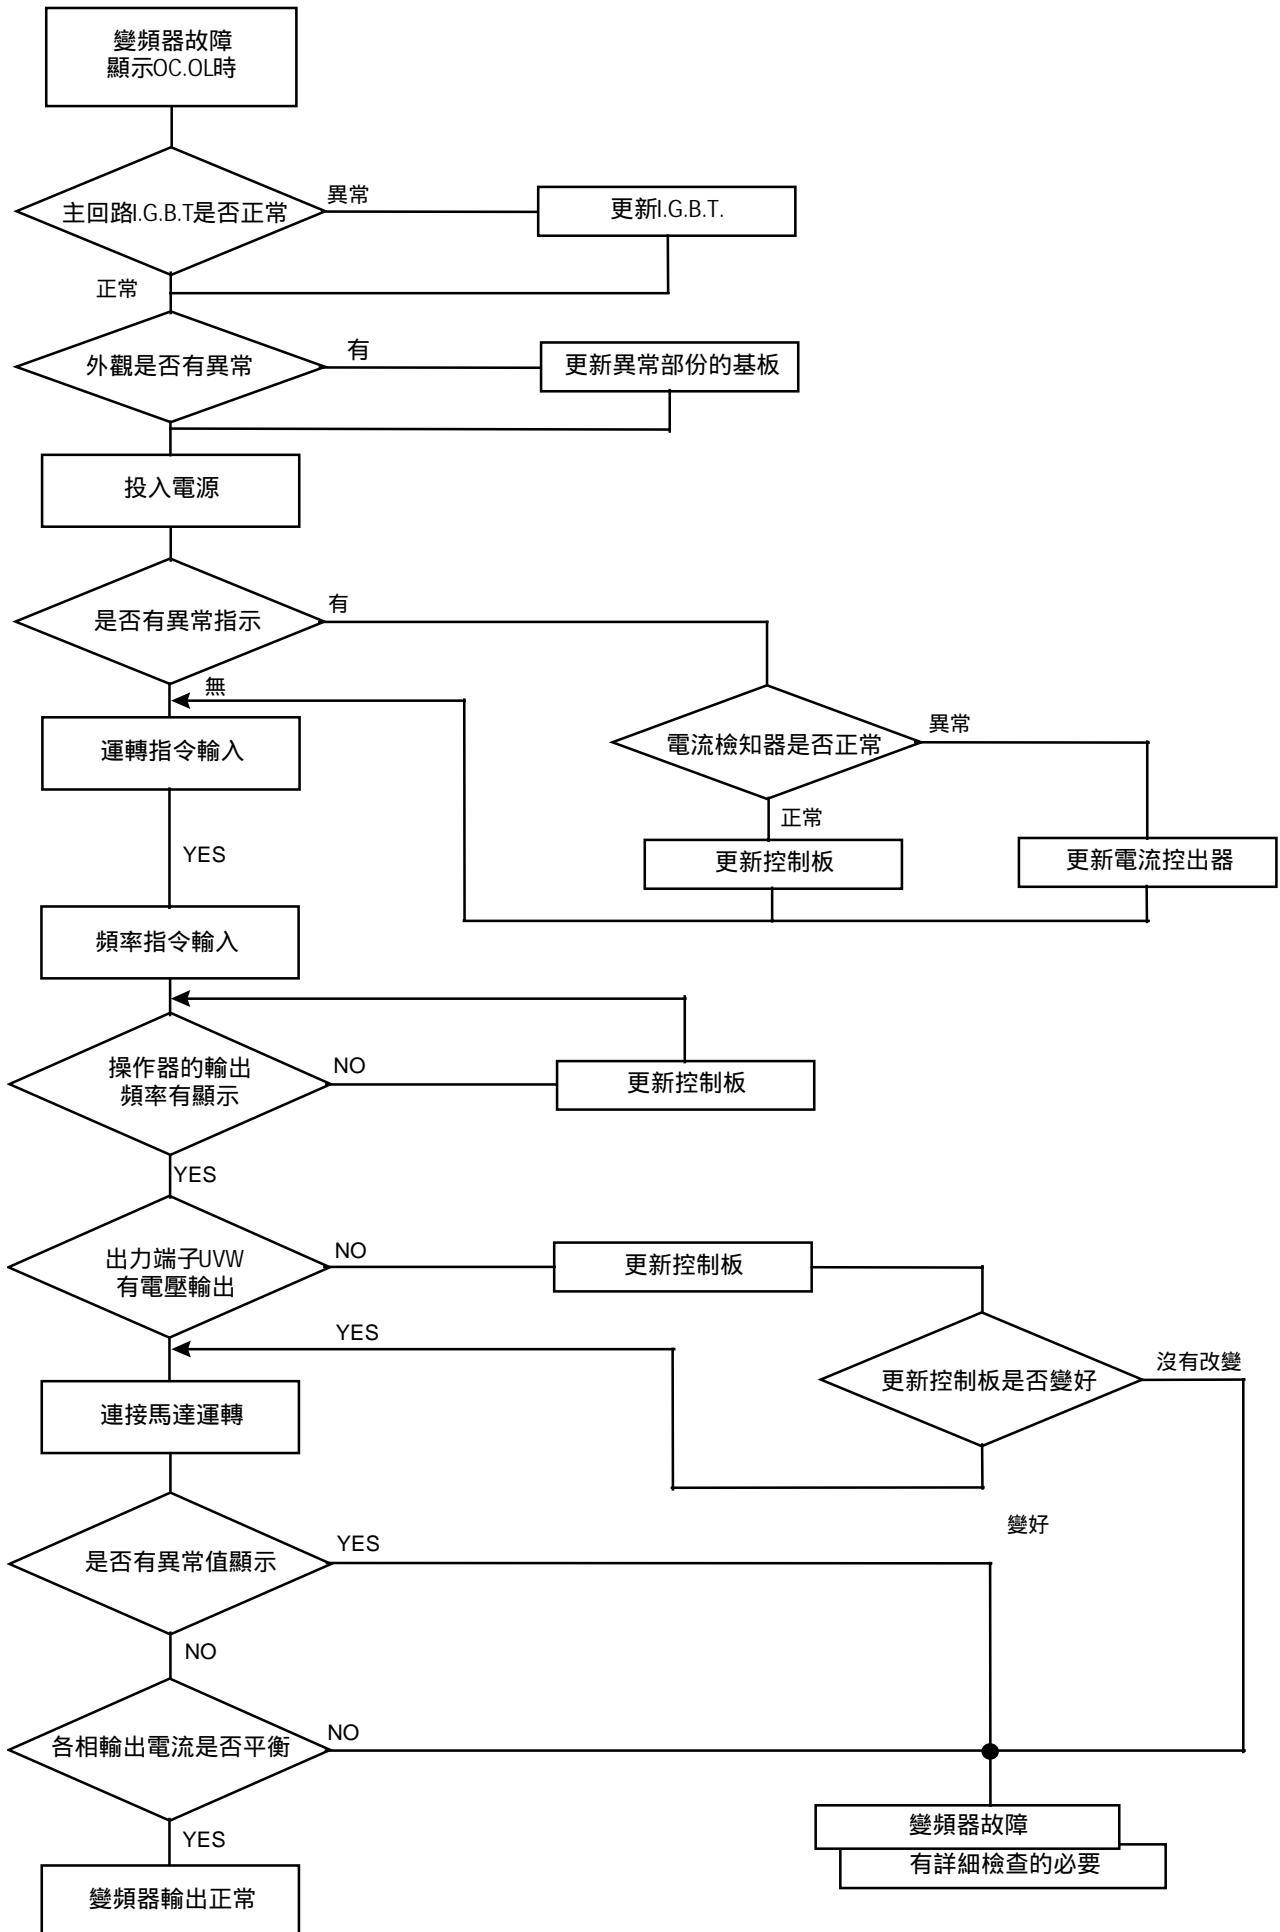 變頻器故障
顯示OC.OL時
主回路I.G.B.T是否正常
異常
更新I.G.B.T.
正常
外觀是否有異常
有
更新異常部份的基板
投入電源
是否有異常指示
有
無
運轉指令輸入
電流檢知器是否正常
異常
正常
YES
更新控制板
更新電流控出器
頻率指令輸入
操作器的輸出
頻率有顯示
NO
更新控制板
YES
出力端子UVW
有電壓輸出
NO
更新控制板
YES
更新控制板是否變好
沒有改變
連接馬達運轉
變好
是否有異常值顯示
YES
NO
各相輸出電流是否平衡
NO
YES
變頻器故障
有詳細檢查的必要
變頻器輸出正常